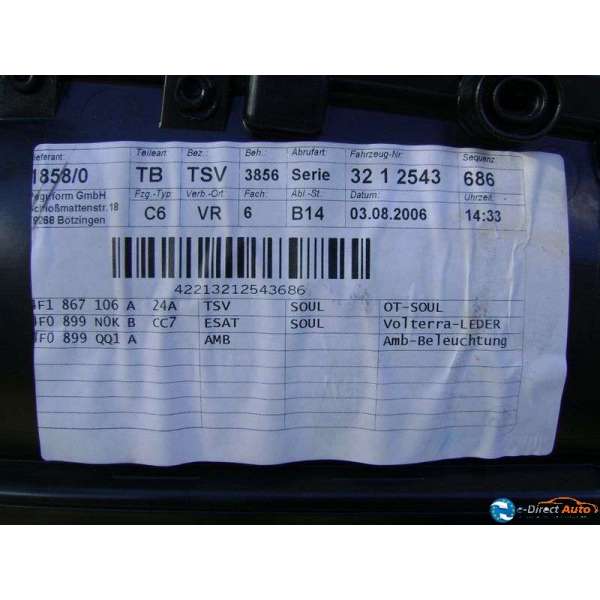 ieferant: Teileart: Bez.: Beh.: Abrufart: Fahrzeug-Nr: Sequenz
1858/0 TB TSV 3856 Serie 32 1 2543 686
Peguform GmbH Fzg.-Typ Verb.-Ort Fach: Abl.-St. Datum: Uhrzeit
Schloßmattenstr.18 C6 VR 6 B14 03.08.2006 14:33
79268 Botzingen
42213212543686
4F1 867 106 A 24A TSV SOUL OT-SOUL
4F0 899 N0K B CC7 ESAT SOUL Volterra-LEDER
4F0 899 QQ1 A AMB Amb-Beleuchtung
e-Direct Auto